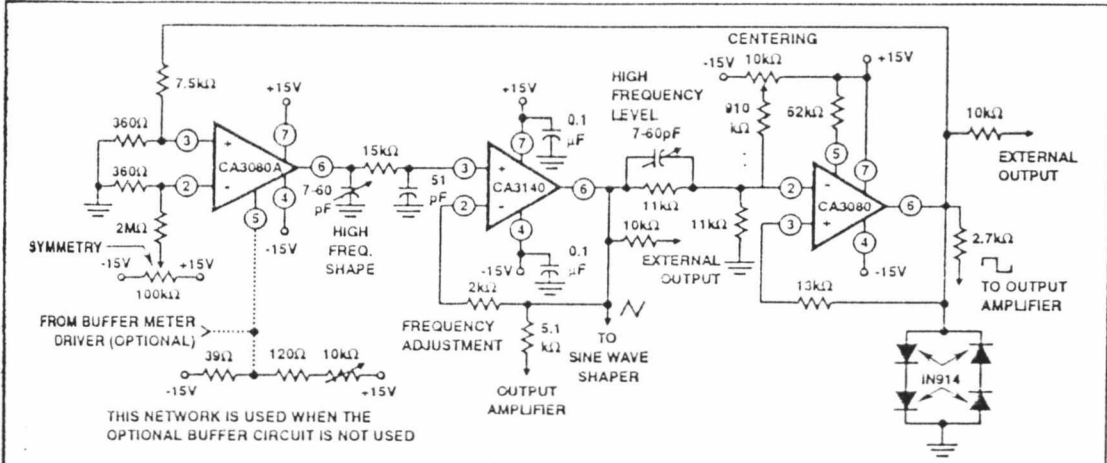 CENTERING
-15V
10kΩ
+15V
7.5kΩ
+15V
+15V
HIGH
FREQUENCY
LEVEL
7-60pF
910
kΩ
62kΩ
10kΩ
EXTERNAL
OUTPUT
0.1
µF
360Ω
3
+
7
CA3080A
6
15kΩ
3
+
7
CA3140
6
5
7
2
-
CA3080
6
360Ω
2
-
4
5
7-60
pF
51
pF
2
-
4
11kΩ
11kΩ
3
+
4
-15V
HIGH
FREQ.
SHAPE
-15V
0.1
µF
10kΩ
EXTERNAL
OUTPUT
-15V
2.7kΩ
2MΩ
SYMMETRY
-15V
+15V
100kΩ
2kΩ
13kΩ
TO OUTPUT
AMPLIFIER
FROM BUFFER METER
DRIVER (OPTIONAL)
FREQUENCY
ADJUSTMENT
5.1
kΩ
TO
SINE WAVE
SHAPER
39Ω
120Ω
10kΩ
-15V
+15V
OUTPUT
AMPLIFIER
IN914
THIS NETWORK IS USED WHEN THE
OPTIONAL BUFFER CIRCUIT IS NOT USED